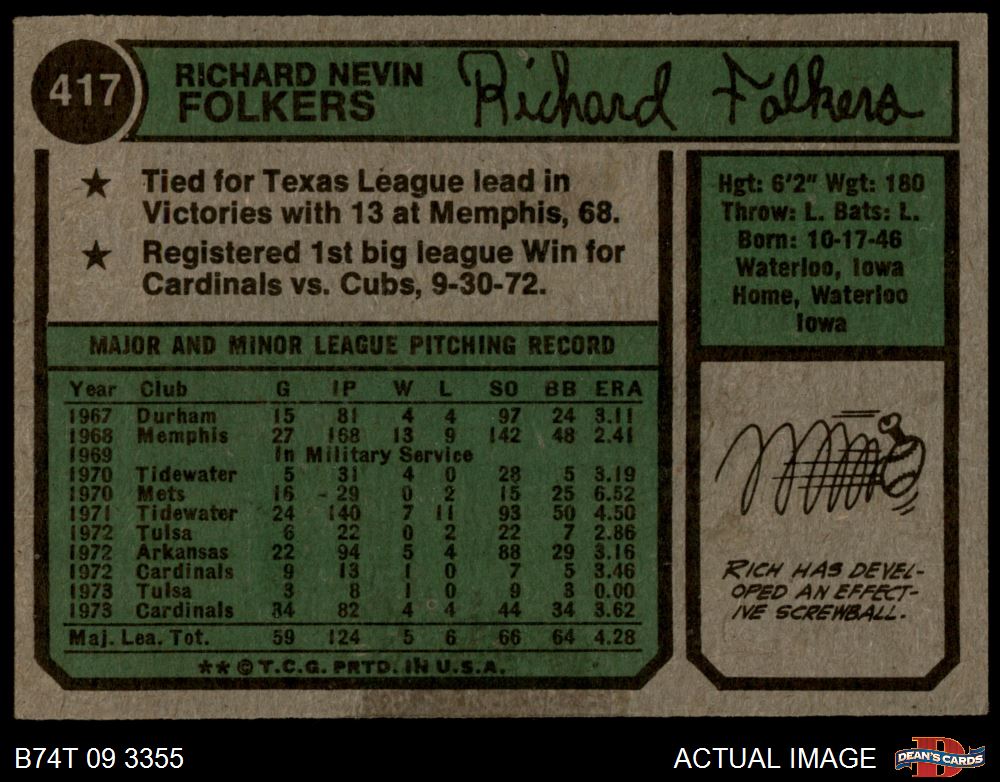 417
RICHARD NEVIN
FOLKERS
Richard Folkers
★ Tied for Texas League lead in
Victories with 13 at Memphis, 68.
★ Registered 1st big league Win for
Cardinals vs. Cubs, 9-30-72.
Hgt: 6'2" Wgt: 180
Throw: L. Bats: L.
Born: 10-17-46
Waterloo, Iowa
Home, Waterloo
Iowa
MAJOR AND MINOR LEAGUE PITCHING RECORD
Year Club G IP W L SO BB ERA
1967 Durham 15 81 4 4 97 24 3.11
1968 Memphis 27 168 13 9 142 48 2.41
1969 In Military Service
1970 Tidewater 5 31 4 0 28 5 3.19
1970 Mets 16 29 0 2 15 25 6.52
1971 Tidewater 24 140 7 11 93 50 4.50
1972 Tulsa 6 22 0 2 22 7 2.86
1972 Arkansas 22 94 5 4 88 29 3.16
1972 Cardinals 9 13 1 0 7 5 3.46
1973 Tulsa 3 8 1 0 9 3 0.00
1973 Cardinals 34 82 4 4 44 34 3.62
Maj. Lea. Tot. 59 124 5 6 66 64 4.28
★★ © T.C.G. PRTD. IN U.S.A.
RICH HAS DEVEL-
OPED AN EFFECT-
IVE SCREWBALL.
B74T 09 3355
ACTUAL IMAGE
D
DEAN'S CARDS